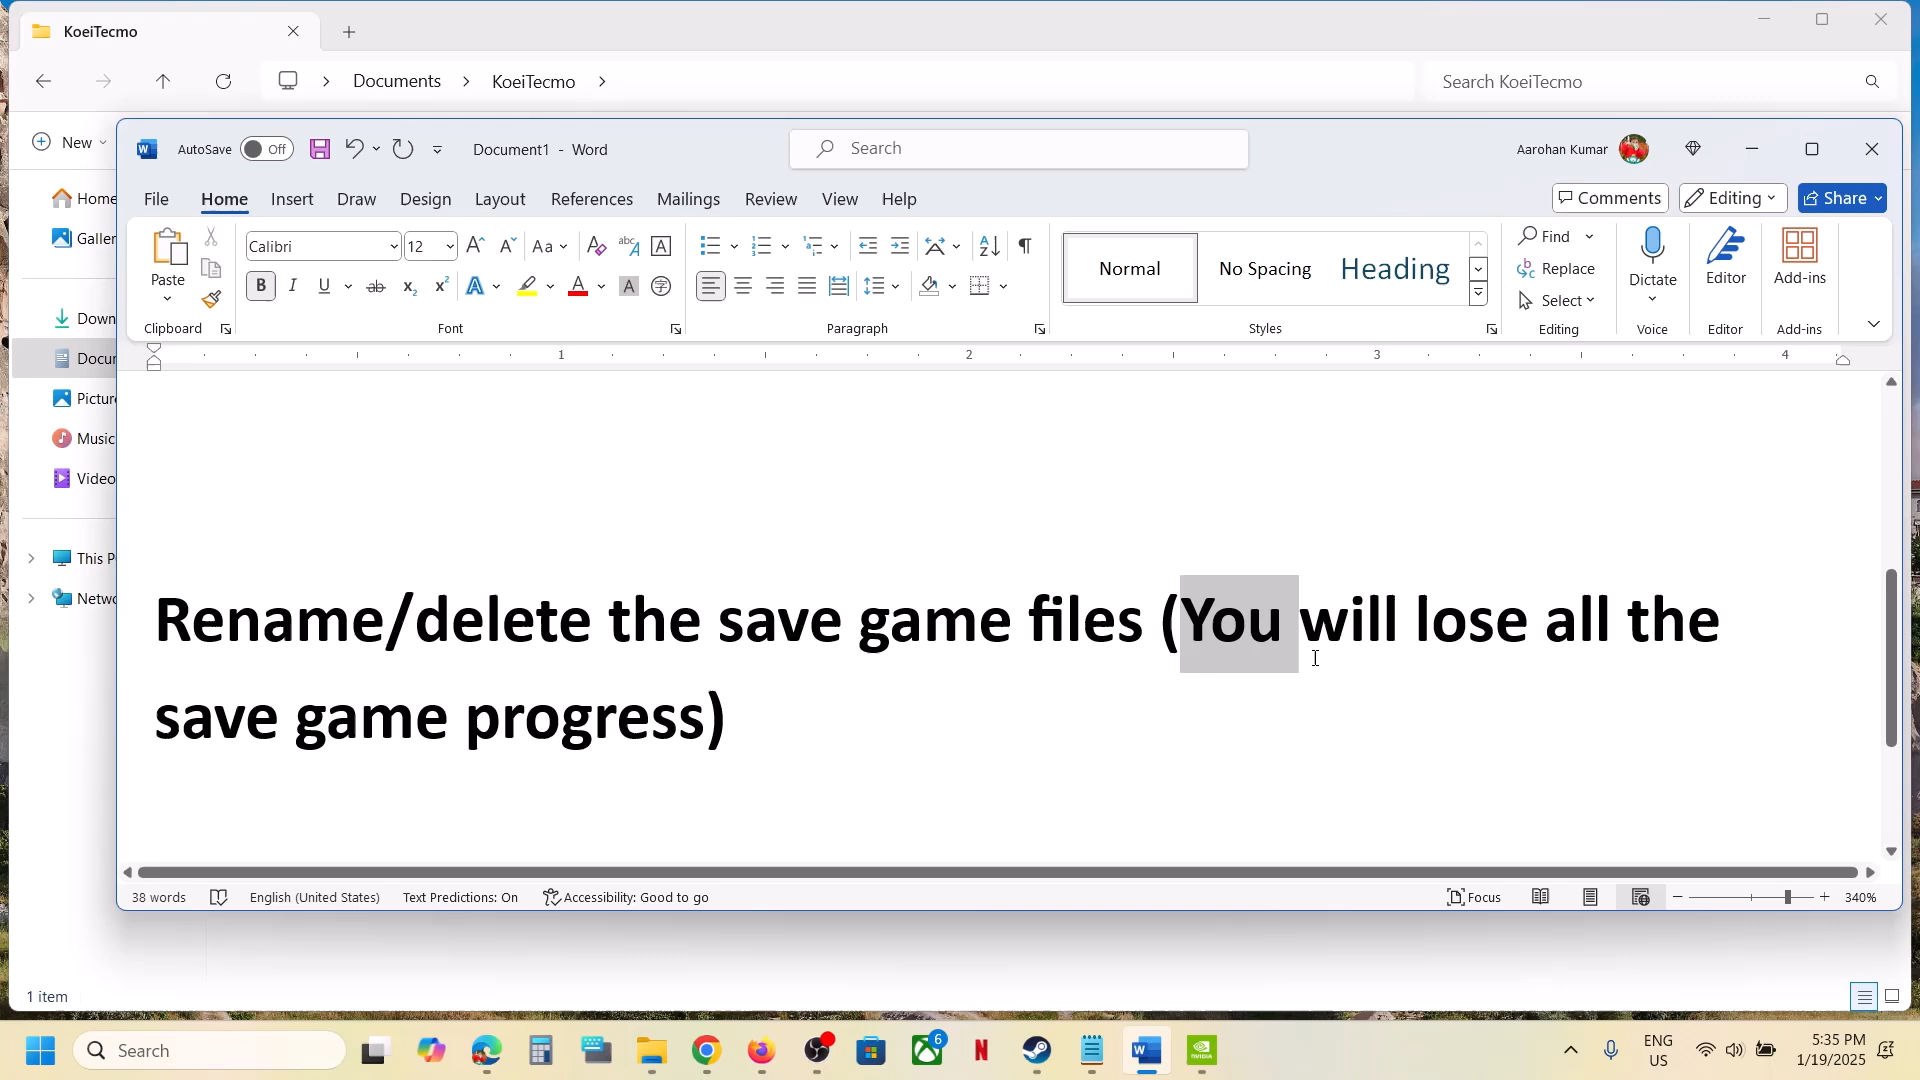 KoeiTecmo
Documents
KoeiTecmo
Search KoeiTecmo
New
AutoSave
Off
Document1 - Word
Search
Aarohan Kumar
File
Home
Insert
Draw
Design
Layout
References
Mailings
Review
View
Help
Comments
Editing
Share
Paste
Clipboard
Calibri
12
Font
Paragraph
Normal
No Spacing
Heading
Styles
Find
Replace
Select
Editing
Dictate
Voice
Editor
Editor
Add-ins
Add-ins
Home
Galler
Down
Docur
Picture
Music
Video
This P
Netwo
1
2
3
4
Rename/delete the save game files (You will lose all the
save game progress)
38 words
English (United States)
Text Predictions: On
Accessibility: Good to go
Focus
340%
1 item
Search
6
ENG
US
5:35 PM
1/19/2025